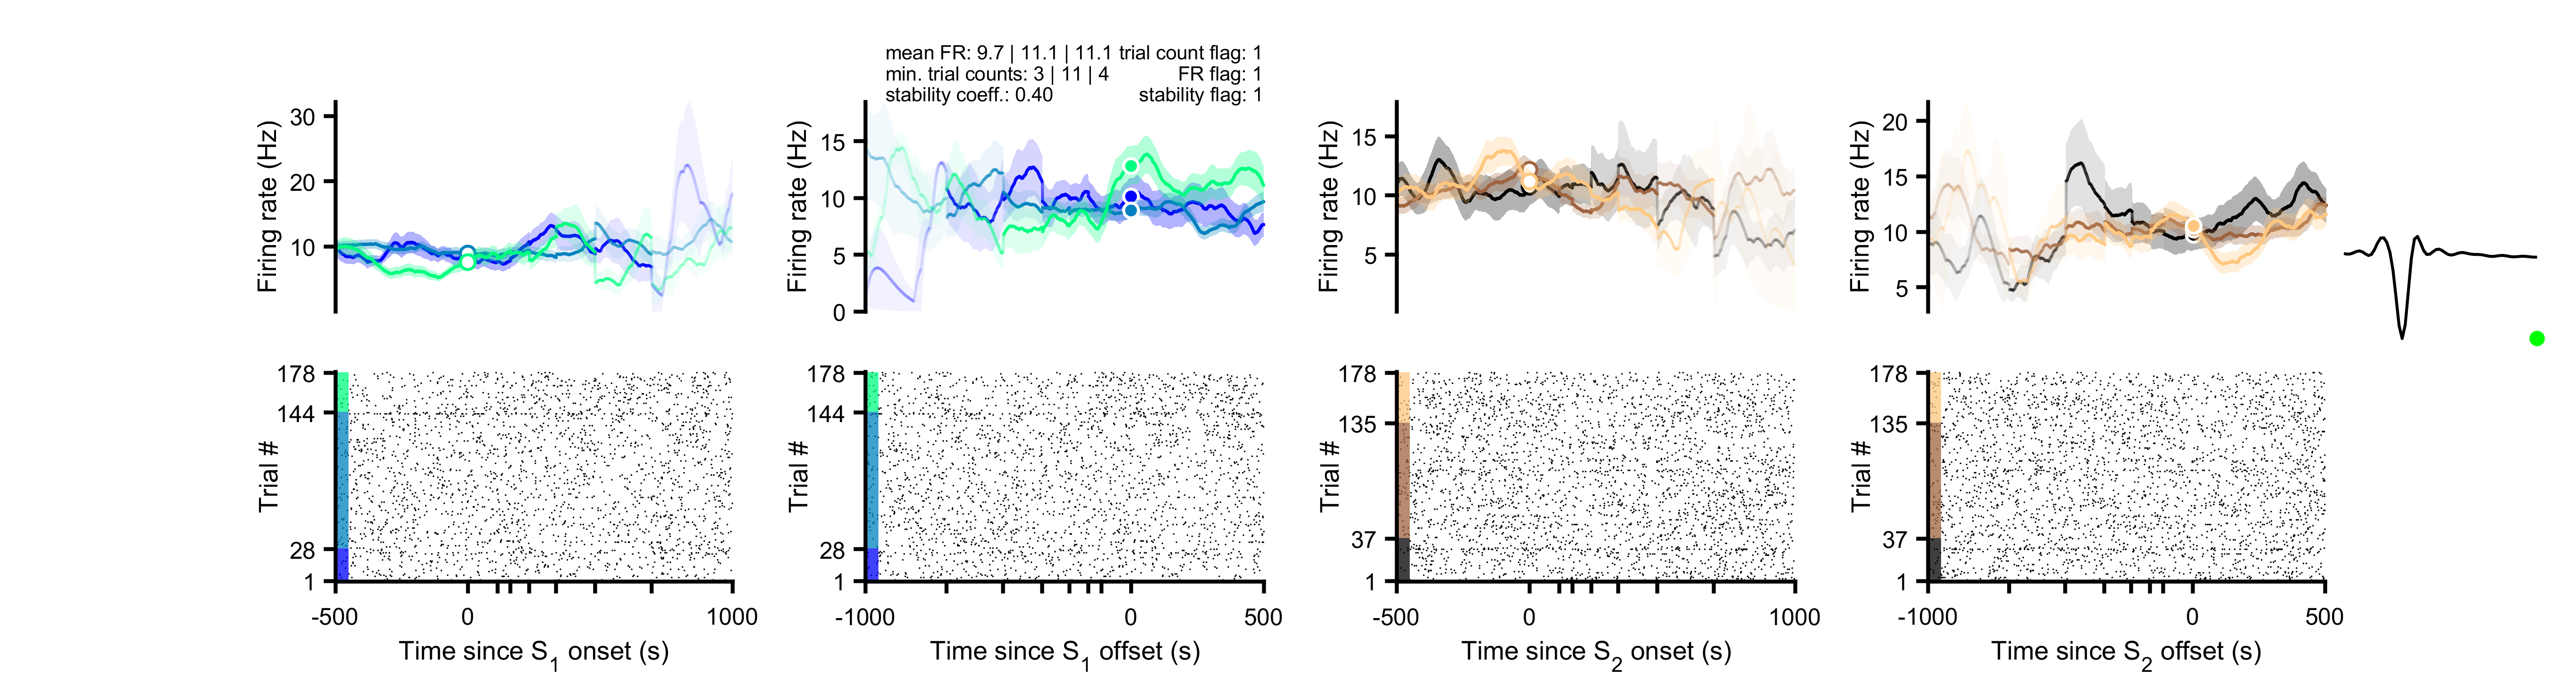 mean FR: 9.7 | 11.1 | 11.1 trial count flag: 1
min. trial counts: 3 | 11 | 4 FR flag: 1
stability coeff.: 0.40 stability flag: 1
Firing rate (Hz)
30
20
10
Firing rate (Hz)
15
10
5
0
Firing rate (Hz)
15
10
5
Firing rate (Hz)
20
15
10
5
Trial #
178
144
28
1
-500
0
1000
Time since S1 onset (s)
Trial #
178
144
28
1
-1000
0
500
Time since S1 offset (s)
Trial #
178
135
37
1
-500
0
1000
Time since S2 onset (s)
Trial #
178
135
37
1
-1000
0
500
Time since S2 offset (s)